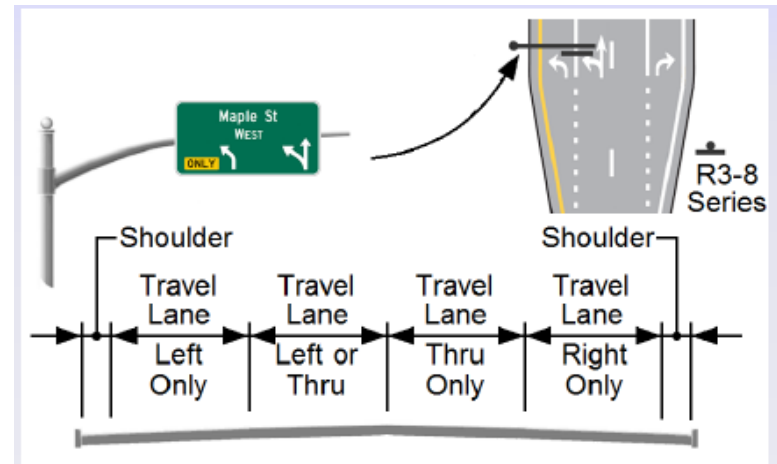 Maple St
WEST
ONLY
R3-8
Series
Shoulder
Shoulder
Travel
Lane
Left
Only
Travel
Lane
Left or
Thru
Travel
Lane
Thru
Only
Travel
Lane
Right
Only